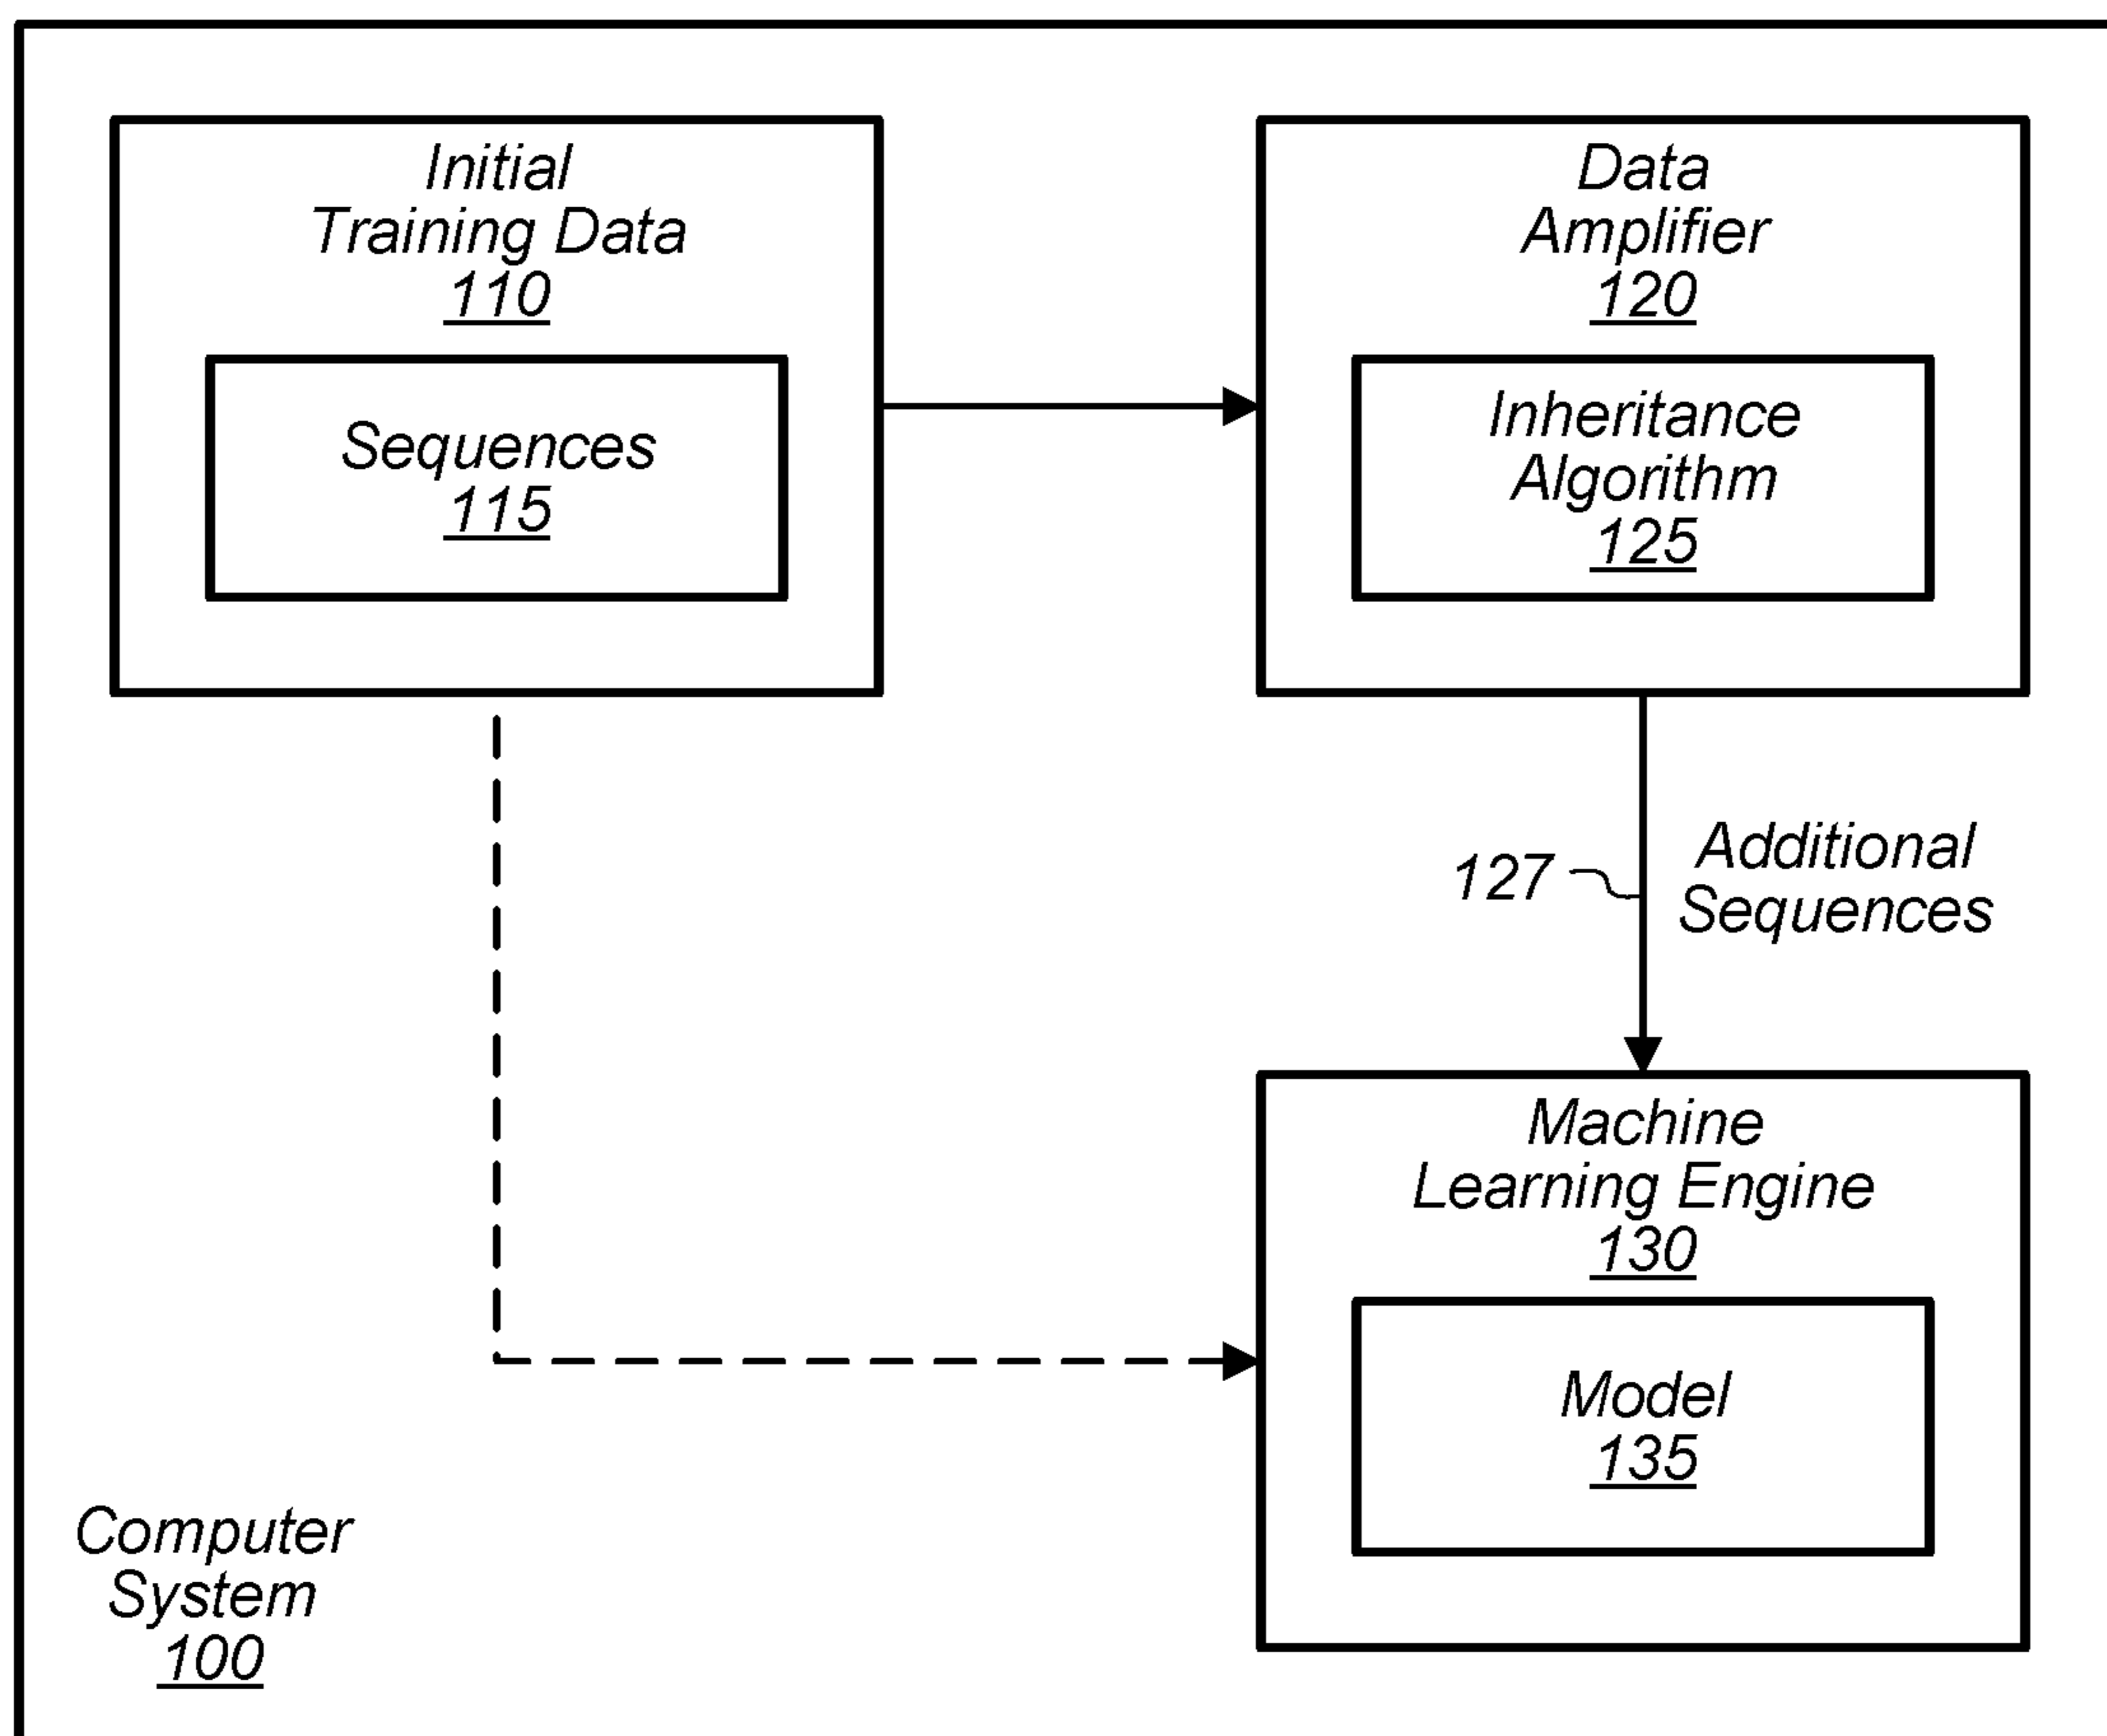 Initial
Training Data
110
Sequences
115
Data
Amplifier
120
Inheritance
Algorithm
125
127
Additional
Sequences
Machine
Learning Engine
130
Model
135
Computer
System
100